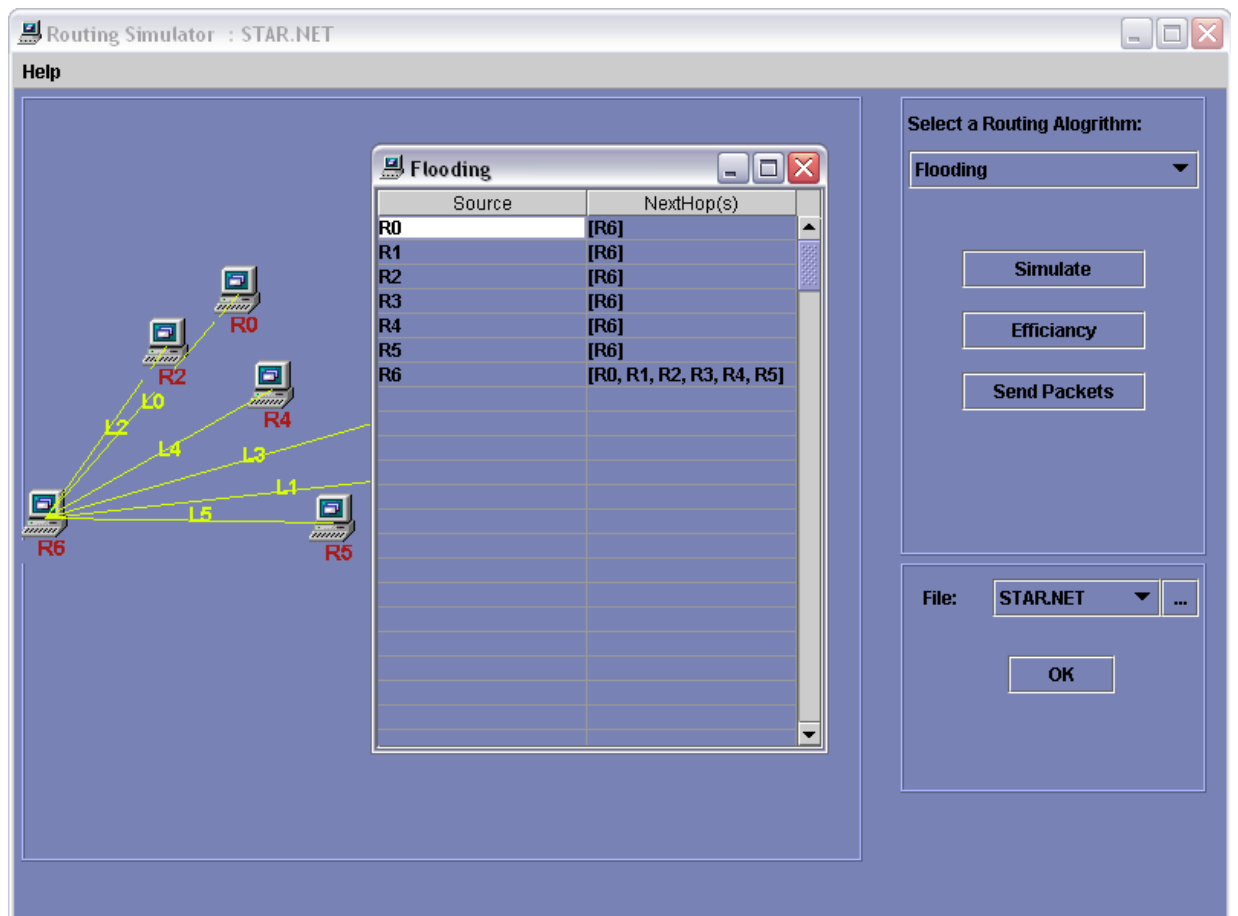 Routing Simulator : STAR.NET
Help
Select a Routing Alogrithm:
Flooding
Simulate
Efficiancy
Send Packets
File: STAR.NET ...
OK
Flooding
Source NextHop(s)
R0 [R6]
R1 [R6]
R2 [R6]
R3 [R6]
R4 [R6]
R5 [R6]
R6 [R0, R1, R2, R3, R4, R5]
R0
R2
L0
R4
L2
L4
L3
L1
L5
R6
R5